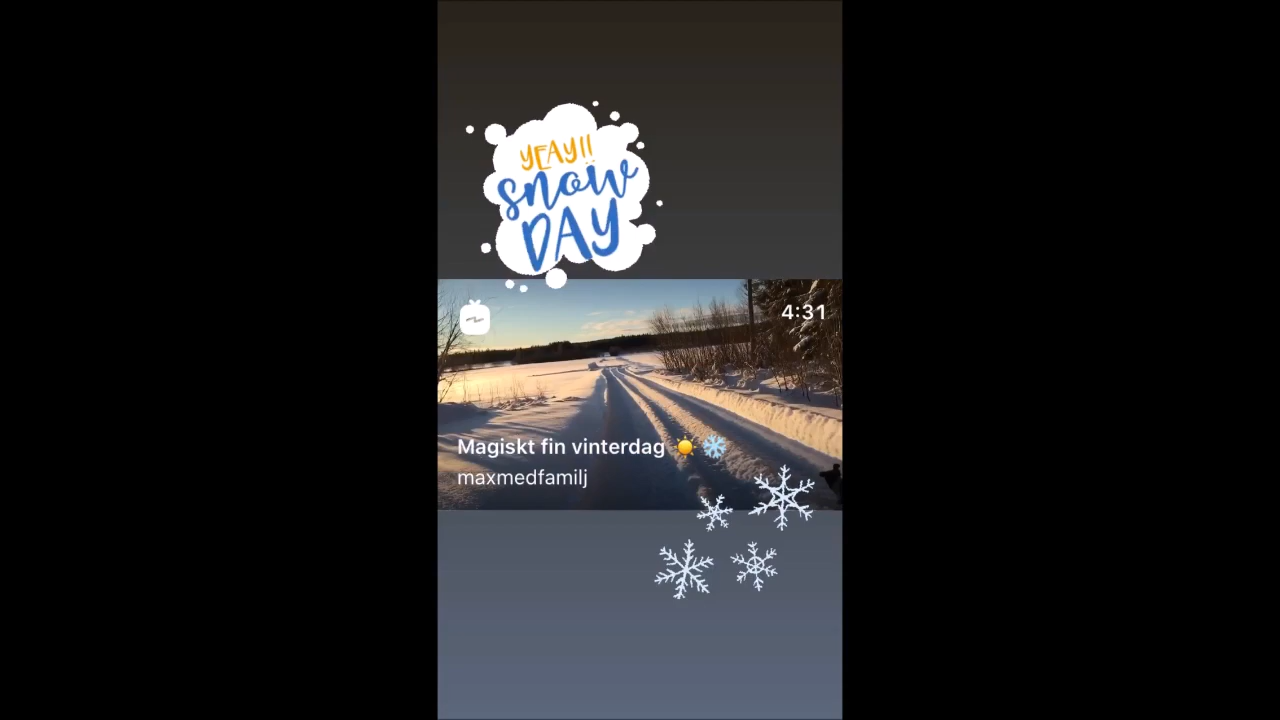 YEAY!!
snow
DAY
4:31
Magiskt fin vinterdag ☀️❄️
maxmedfamilj